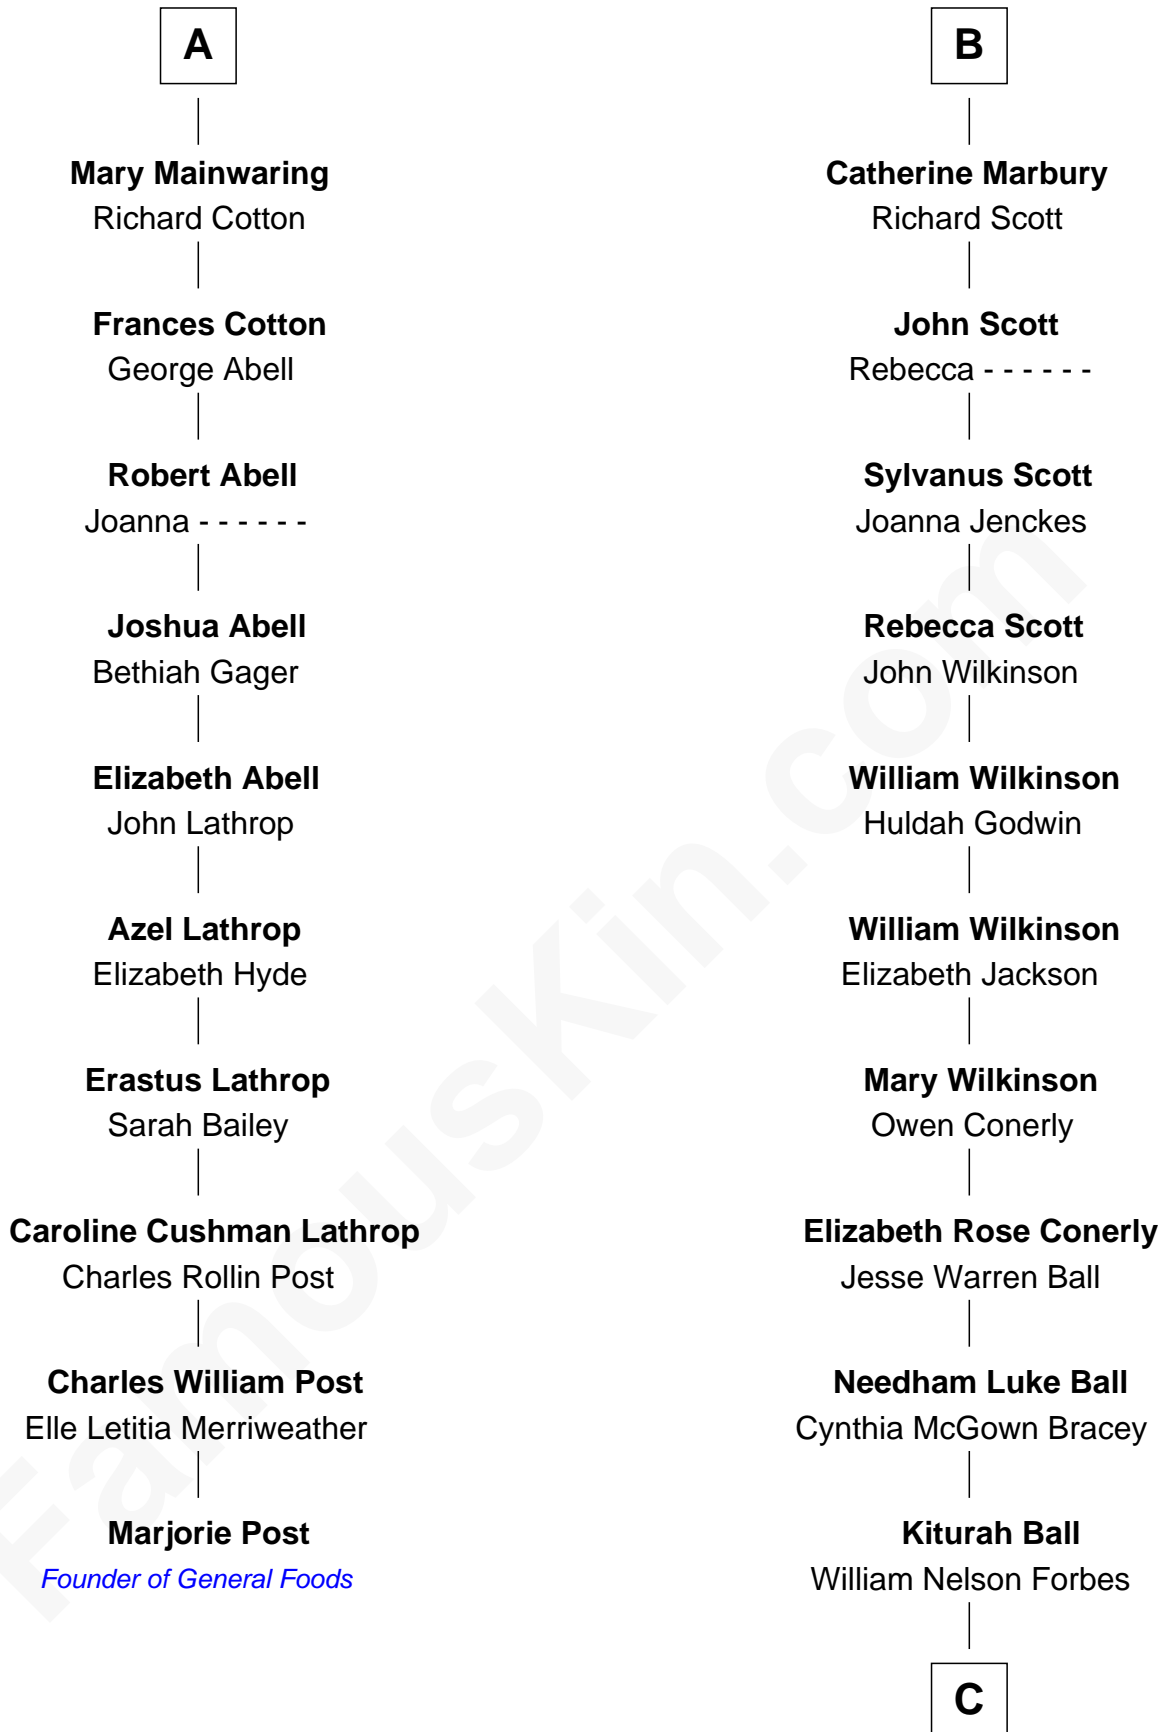 A
Mary Mainwaring
Richard Cotton
Frances Cotton
George Abell
Robert Abell
Joanna - - - - - -
Joshua Abell
Bethiah Gager
Elizabeth Abell
John Lathrop
Azel Lathrop
Elizabeth Hyde
Erastus Lathrop
Sarah Bailey
Caroline Cushman Lathrop
Charles Rollin Post
Charles William Post
Elle Letitia Merriweather
Marjorie Post
Founder of General Foods
B
Catherine Marbury
Richard Scott
John Scott
Rebecca - - - - - -
Sylvanus Scott
Joanna Jenckes
Rebecca Scott
John Wilkinson
William Wilkinson
Huldah Godwin
William Wilkinson
Elizabeth Jackson
Mary Wilkinson
Owen Conerly
Elizabeth Rose Conerly
Jesse Warren Ball
Needham Luke Ball
Cynthia McGown Bracey
Kiturah Ball
William Nelson Forbes
C
FamousKin.com